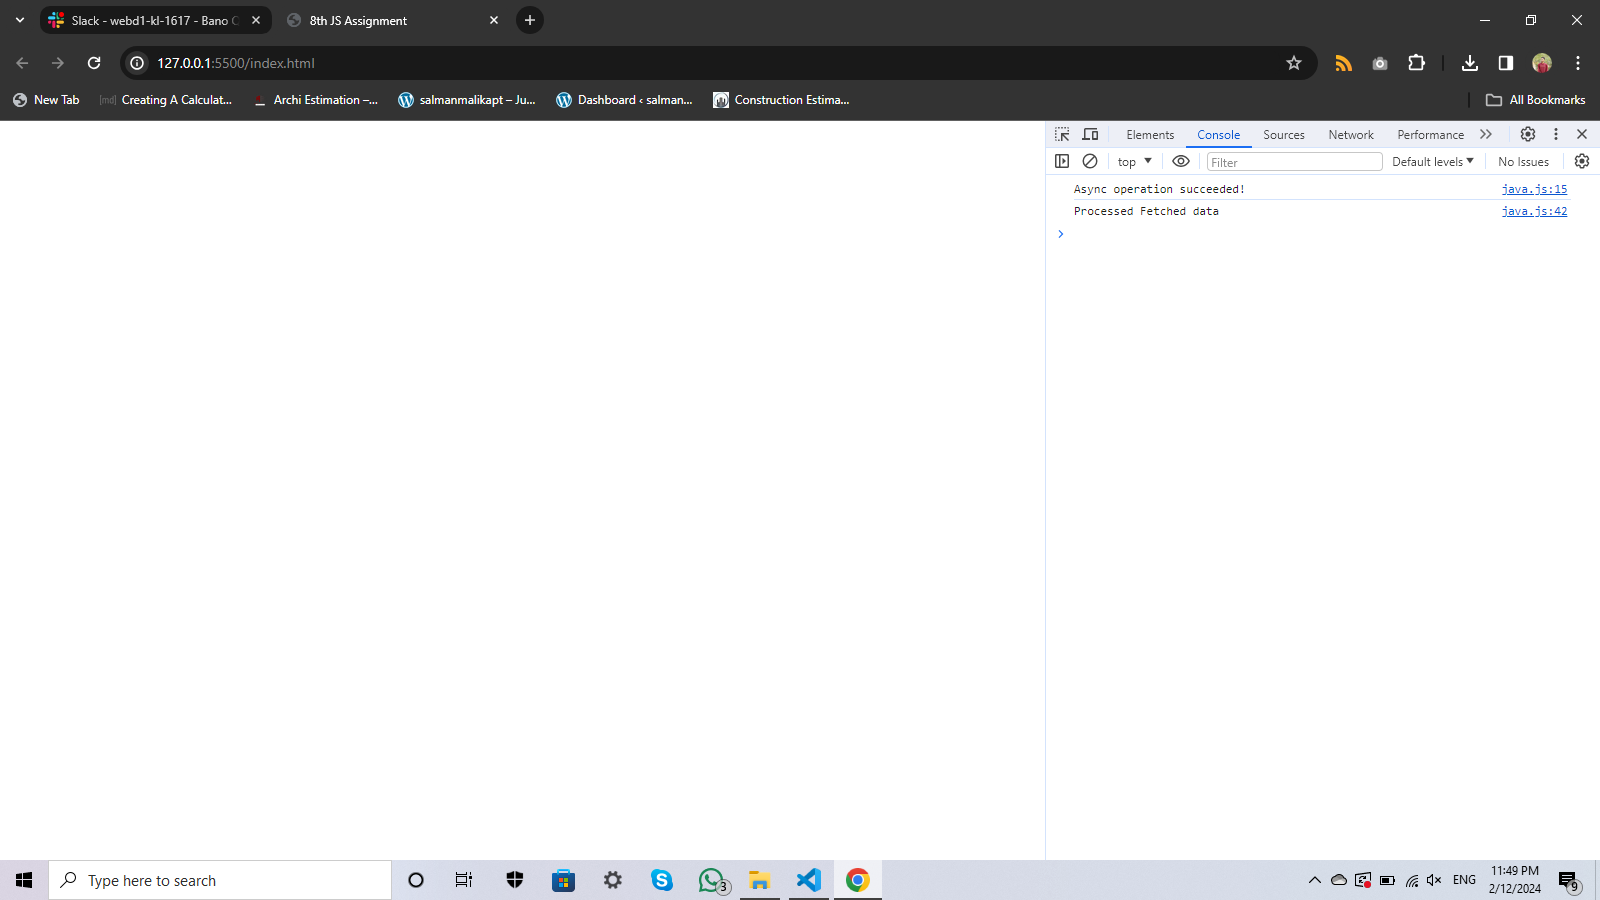 Slack - webd1-kl-1617 - Bano C
8th JS Assignment
127.0.0.1:5500/index.html
New Tab
[md] Creating A Calculat...
Archi Estimation –...
salmanmalikapt – Ju...
Dashboard ‹ salman...
Construction Estima...
All Bookmarks
Elements Console Sources Network Performance
top Filter Default levels No Issues
Async operation succeeded! java.js:15
Processed Fetched data java.js:42
Type here to search
3
ENG
11:49 PM
2/12/2024
9